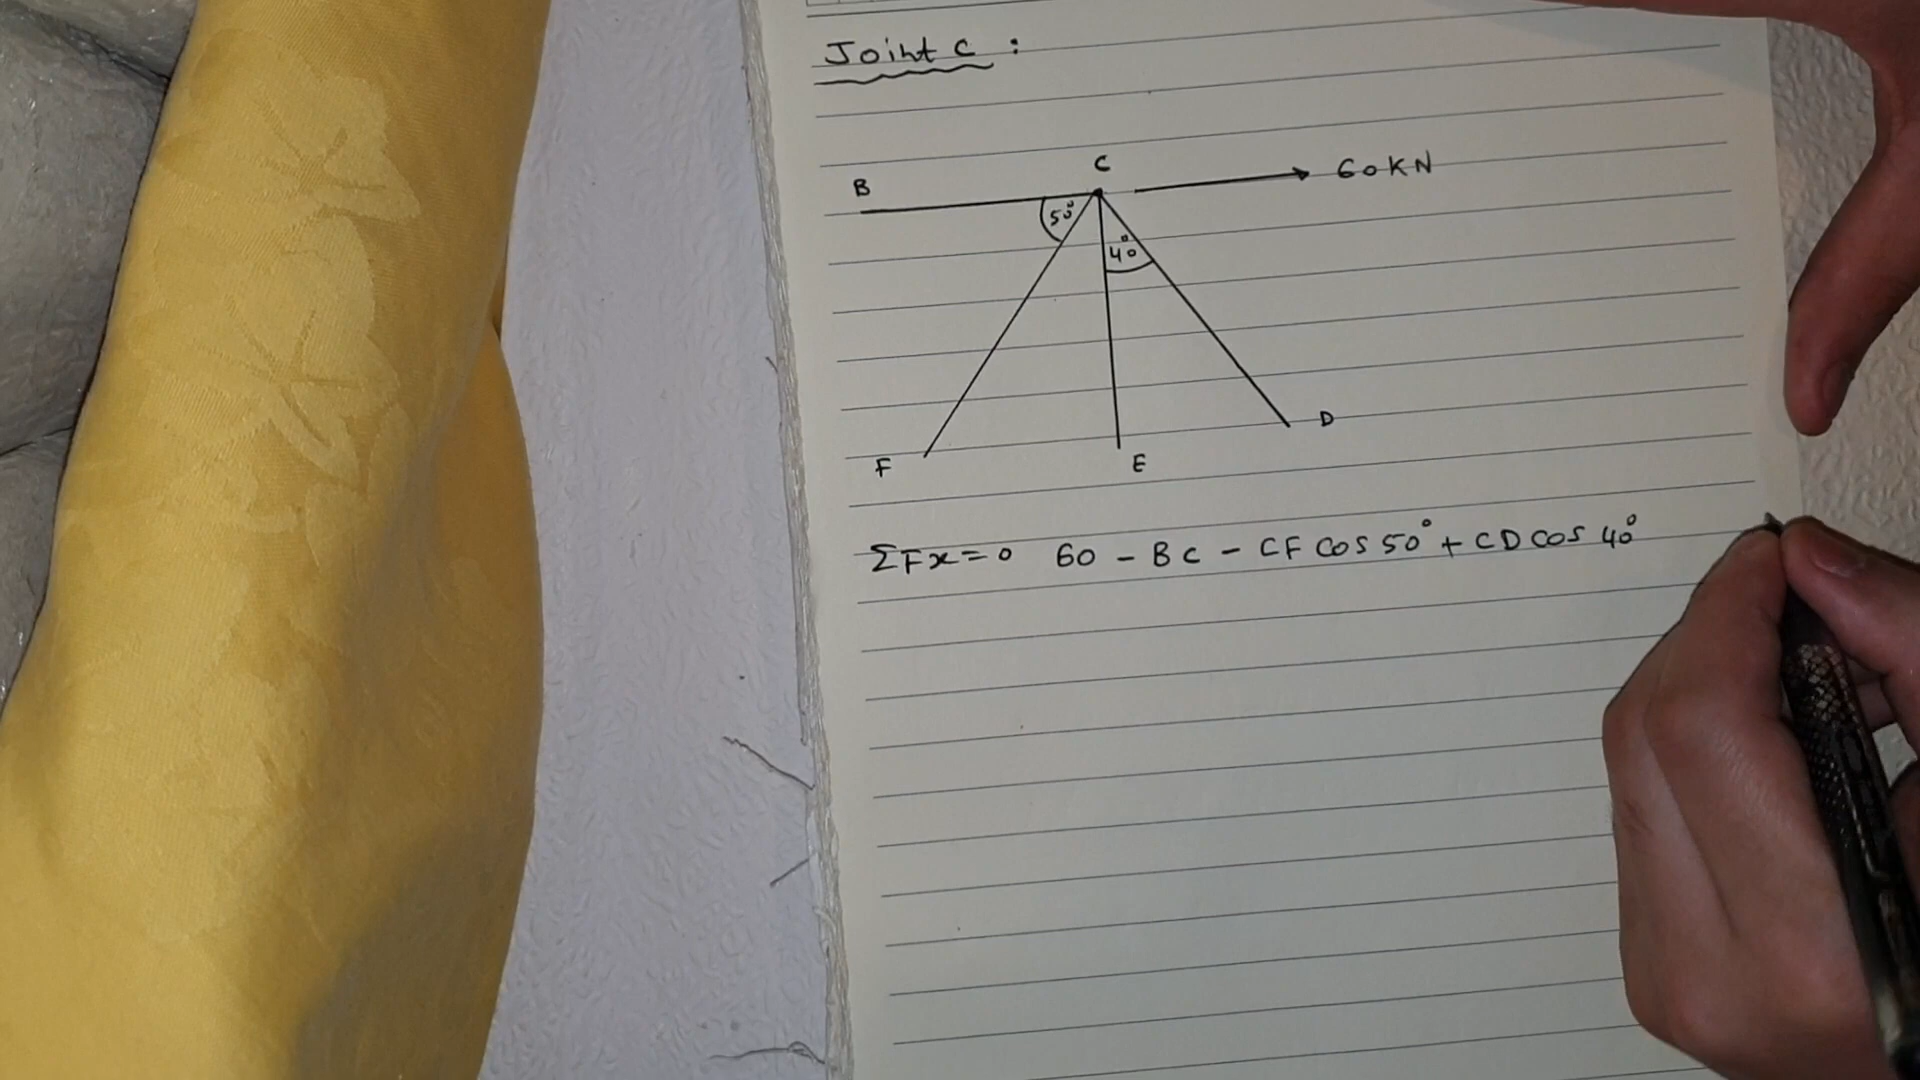 Joint C :
C
60KN
B
50°
40°
D
F
E
ΣFx=0 60 - BC - CF COS 50° + CD COS 40°